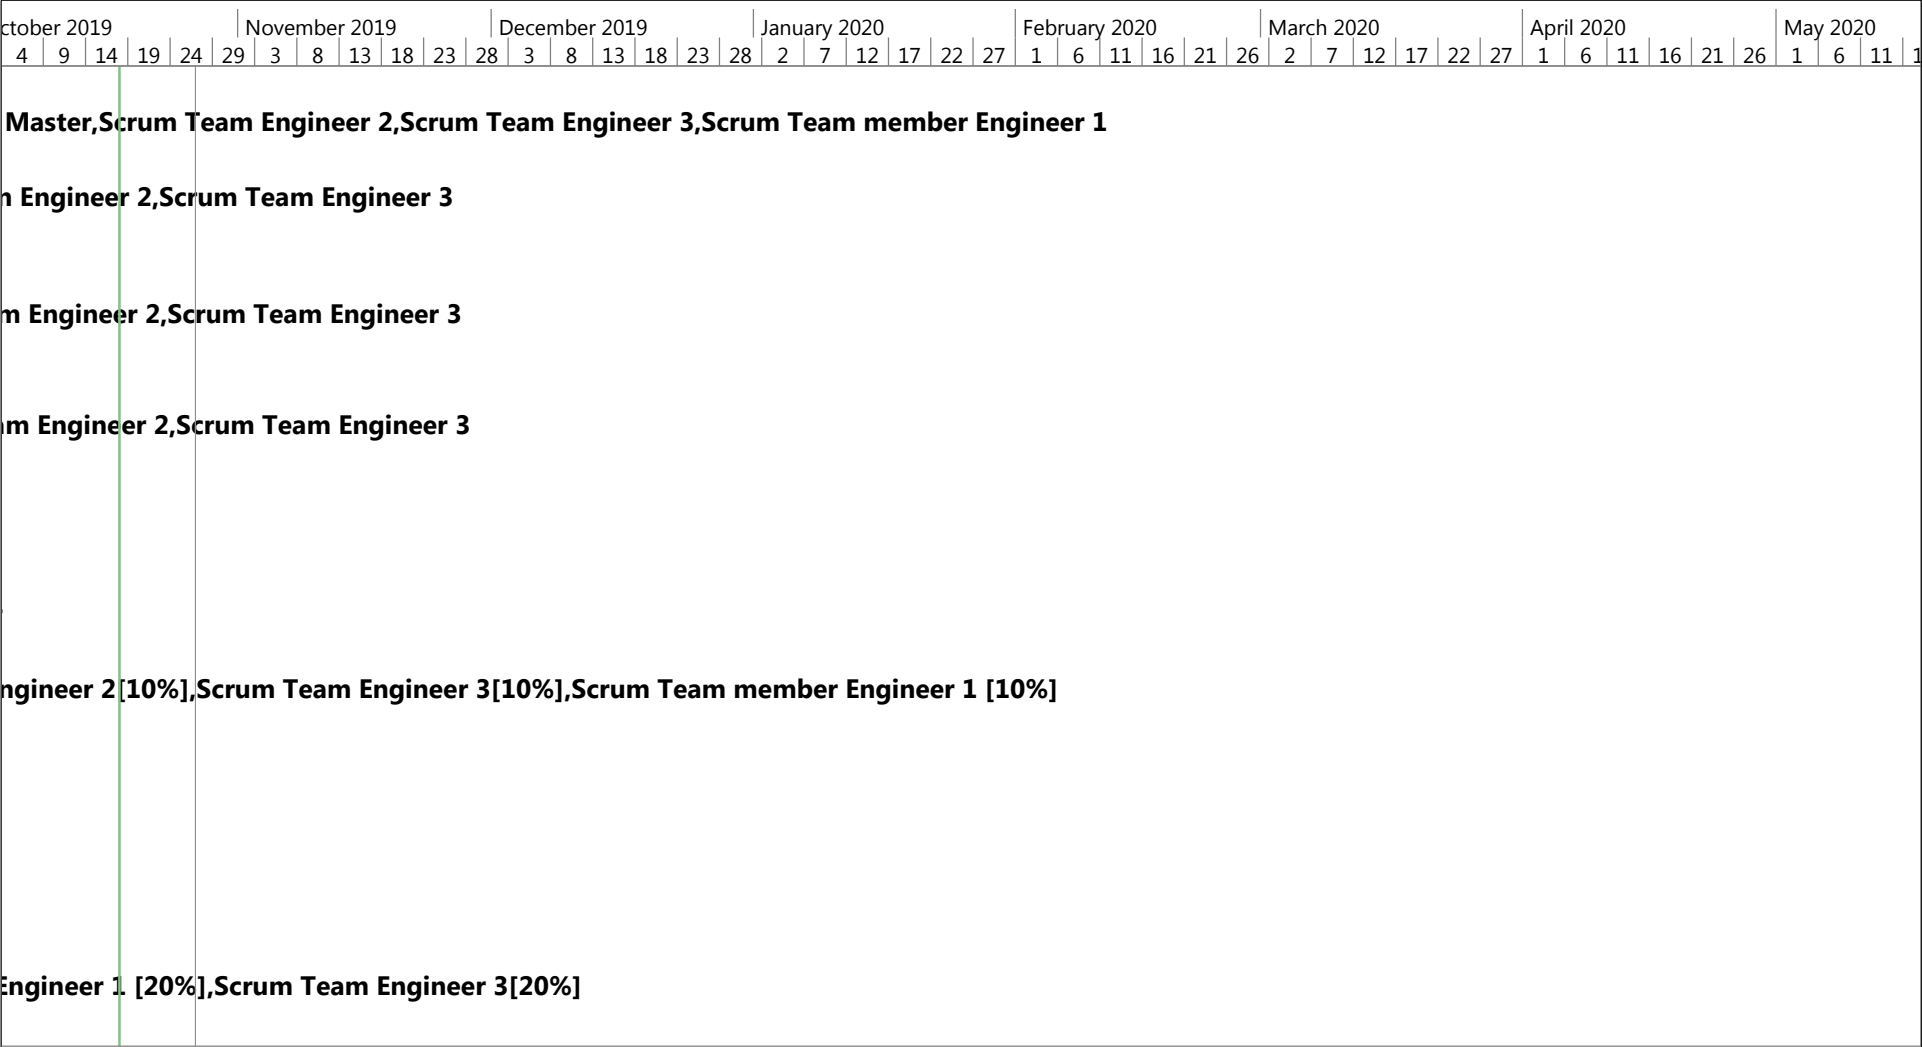 ctober 2019 November 2019 December 2019 January 2020 February 2020 March 2020 April 2020 May 2020
4 9 14 19 24 29 3 8 13 18 23 28 3 8 13 18 23 28 2 7 12 17 22 27 1 6 11 16 21 26 2 7 12 17 22 27 1 6 11 16 21 26 1 6 11 1
Master,Scrum Team Engineer 2,Scrum Team Engineer 3,Scrum Team member Engineer 1
Engineer 2,Scrum Team Engineer 3
m Engineer 2,Scrum Team Engineer 3
m Engineer 2,Scrum Team Engineer 3
ngineer 2[10%],Scrum Team Engineer 3[10%],Scrum Team member Engineer 1 [10%]
Engineer 1 [20%],Scrum Team Engineer 3[20%]